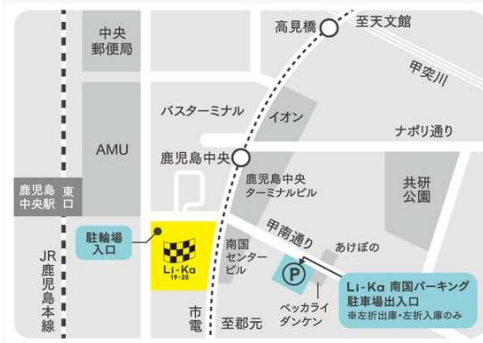 中央
郵便局
高見橋
至天文館
甲突川
バスターミナル
イオン
ナポリ通り
AMU
鹿児島中央
鹿児島中央
ターミナルビル
共研
公園
鹿児島
中央駅
東
口
駐輪場
入口
Li-Ka
19・20
南国
センター
ビル
甲南通り
あけぼの
P
Li-Ka 南国パーキング
駐車場出入口
※左折出庫・左折入庫のみ
ベッカライ
ダンケン
JR鹿児島本線
市電
至郡元